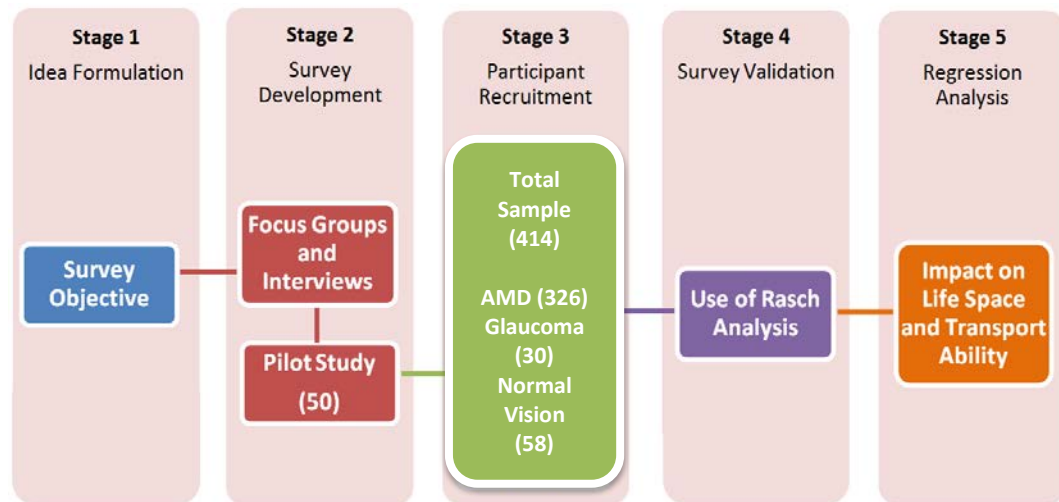 Stage 1
Idea Formulation
Survey
Objective
Stage 2
Survey
Development
Focus Groups
and
Interviews
Pilot Study
(50)
Stage 3
Participant
Recruitment
Total
Sample
(414)
AMD (326)
Glaucoma
(30)
Normal
Vision
(58)
Stage 4
Survey Validation
Use of Rasch
Analysis
Stage 5
Regression
Analysis
Impact on
Life Space
and Transport
Ability